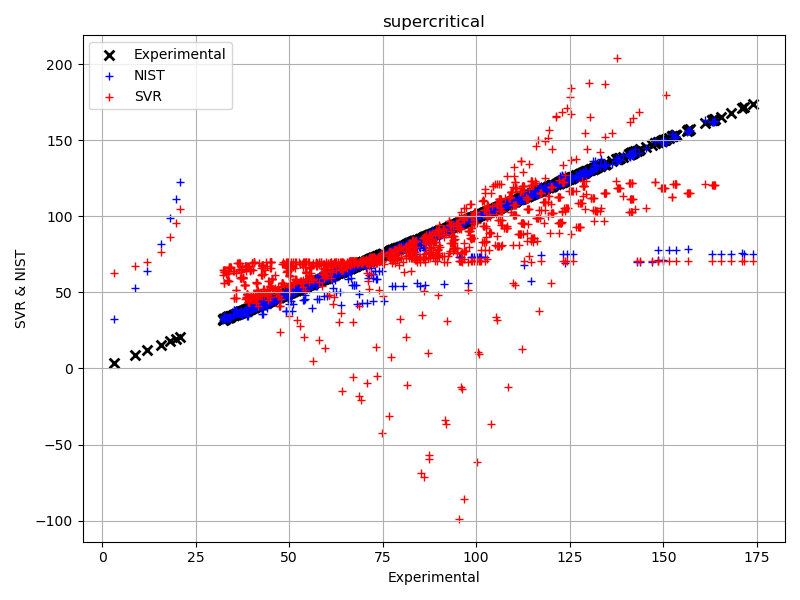 supercritical
Experimental
NIST
SVR
SVR & NIST
200
150
100
50
0
−50
−100
0 25 50 75 100 125 150 175
Experimental